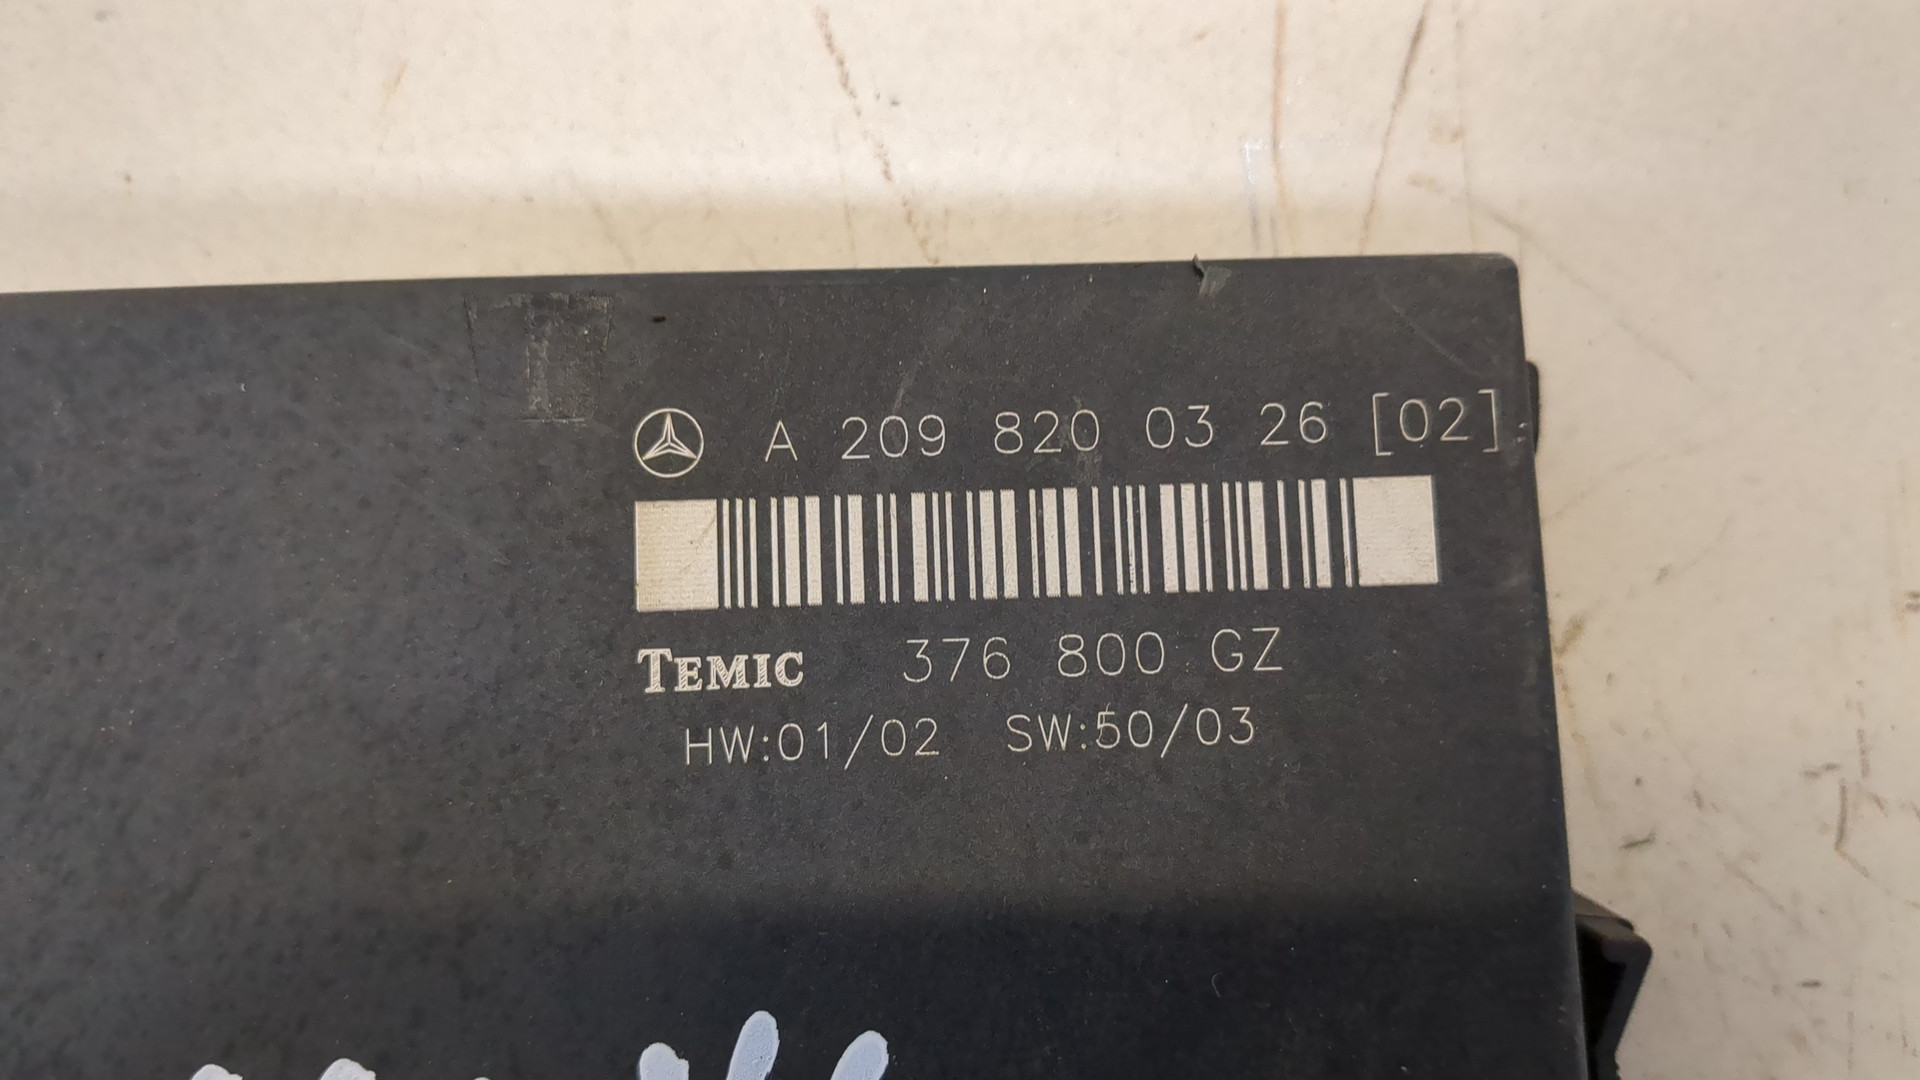 A 209 820 03 26 [02]
TEMIC 376 800 GZ
HW:01/02 SW:50/03